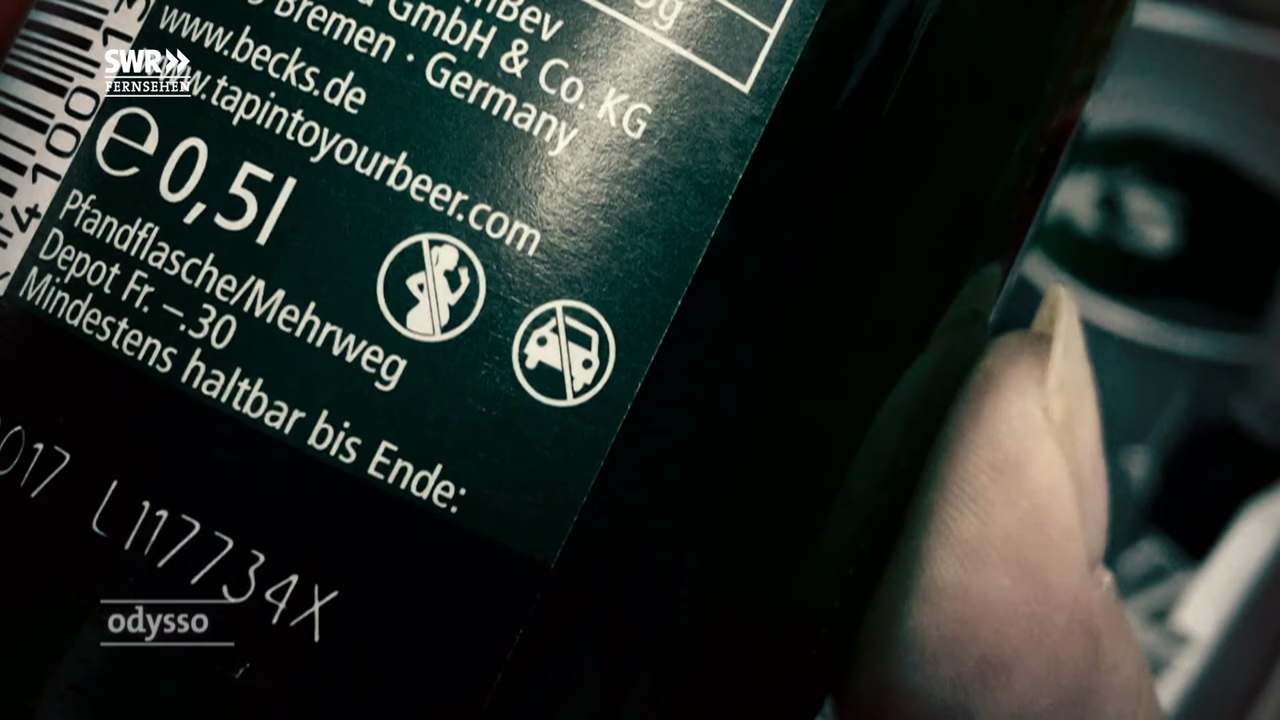 SWR
FERNSEHEN
GmbH & Co. KG
Bremen · Germany
www.becks.de
www.tapintoyourbeer.com
e 0,5l
Pfandflasche/Mehrweg
Depot Fr. –.30
Mindestens haltbar bis Ende:
017 L117734X
odysso